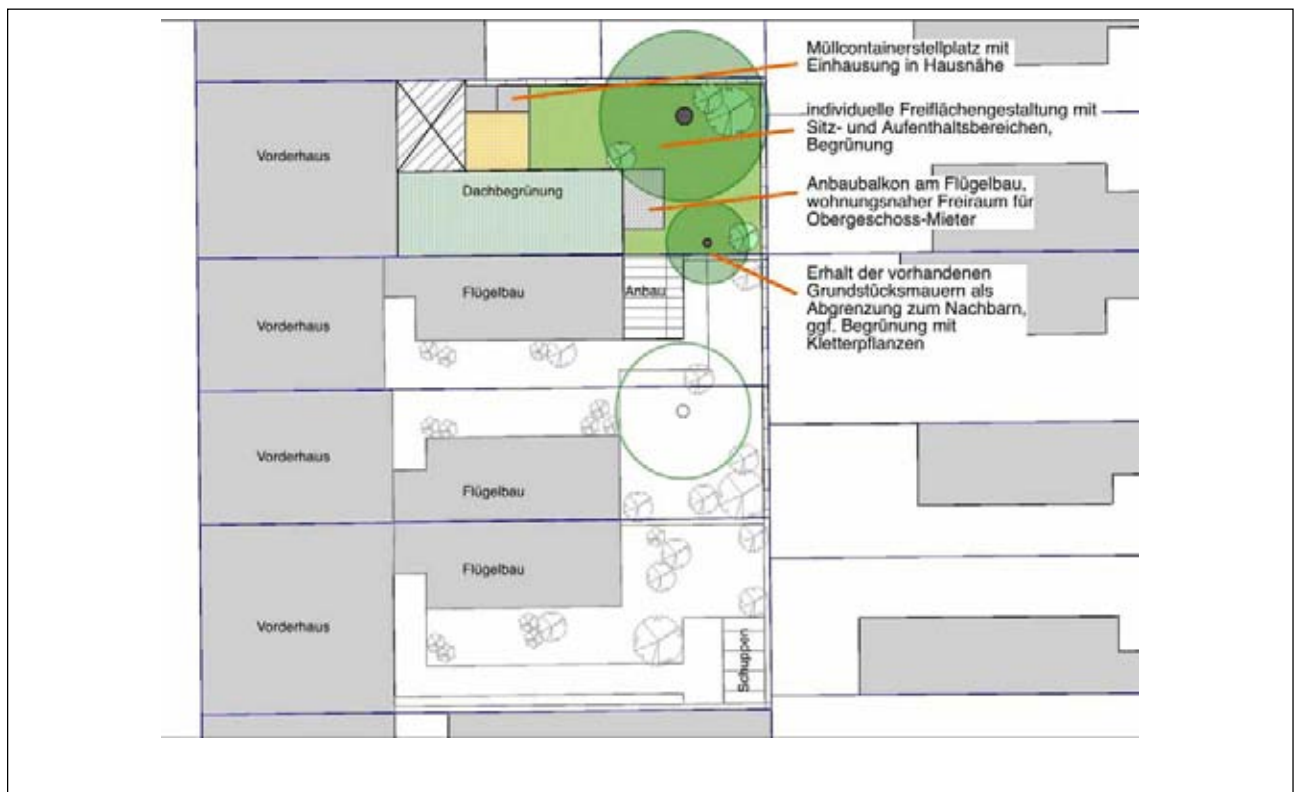 Müllcontainerstellplatz mit
Einhausung in Hausnähe
individuelle Freiflächengestaltung mit
Sitz- und Aufenthaltsbereichen,
Begrünung
Vorderhaus
Dachbegrünung
Anbaubalkon am Flügelbau,
wohnungsnaher Freiraum für
Obergeschoss-Mieter
Erhalt der vorhandenen
Grundstücksmauern als
Abgrenzung zum Nachbarn,
ggf. Begrünung mit
Kletterpflanzen
Flügelbau
Anbau
Vorderhaus
Vorderhaus
Flügelbau
Flügelbau
Vorderhaus
Schuppen